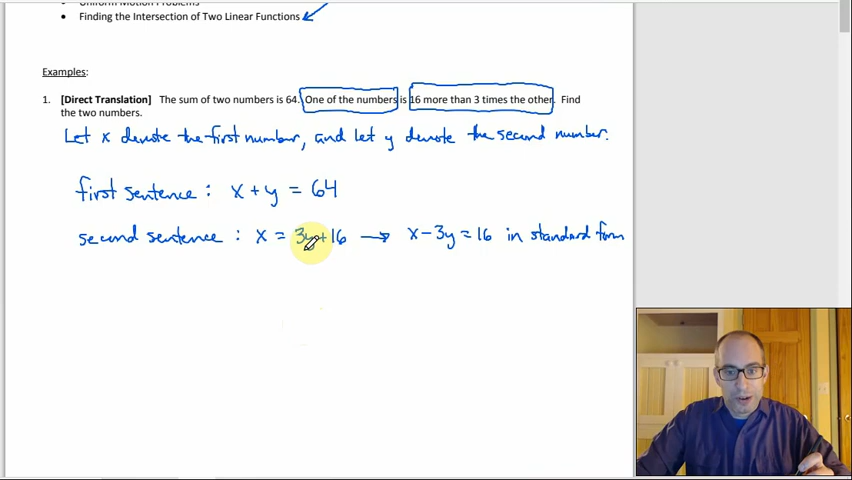 Uniform Motion Problems
• Finding the Intersection of Two Linear Functions
Examples:
1. [Direct Translation] The sum of two numbers is 64. One of the numbers is 16 more than 3 times the other. Find
the two numbers.
Let x denote the first number, and let y denote the second number.
first sentence : x + y = 64
second sentence : x = 3y+16 → x – 3y = 16 in standard form